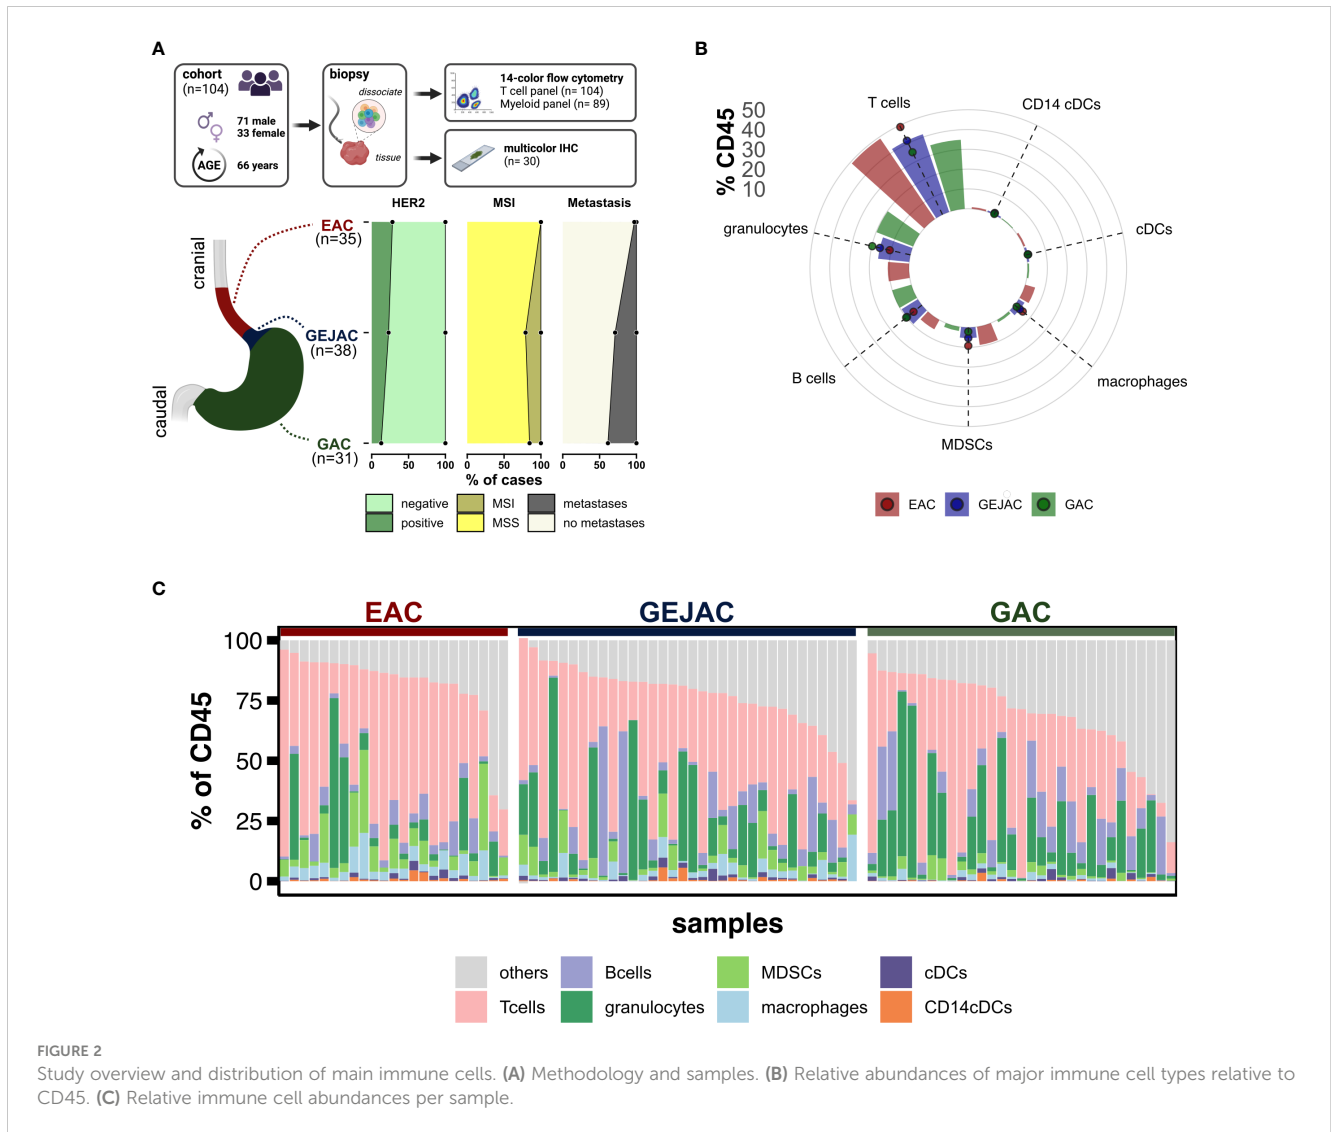 A
cohort
(n=104)
71 male
33 female
AGE
66 years
biopsy
dissociate
tissue
14-color flow cytometry
T cell panel (n= 104)
Myeloid panel (n= 89)
multicolor IHC
(n= 30)
HER2
MSI
Metastasis
cranial
caudal
EAC
(n=35)
GEJAC
(n=38)
GAC
(n=31)
0 50 100
0 50 100
0 50 100
% of cases
negative
positive
MSI
MSS
metastases
no metastases
B
% CD45
50
40
30
20
10
T cells
CD14 cDCs
cDCs
macrophages
MDSCs
B cells
granulocytes
EAC
GEJAC
GAC
C
EAC
GEJAC
GAC
% of CD45
100
75
50
25
0
samples
others
Bcells
MDSCs
cDCs
Tcells
granulocytes
macrophages
CD14cDCs
FIGURE 2
Study overview and distribution of main immune cells. (A) Methodology and samples. (B) Relative abundances of major immune cell types relative to
CD45. (C) Relative immune cell abundances per sample.